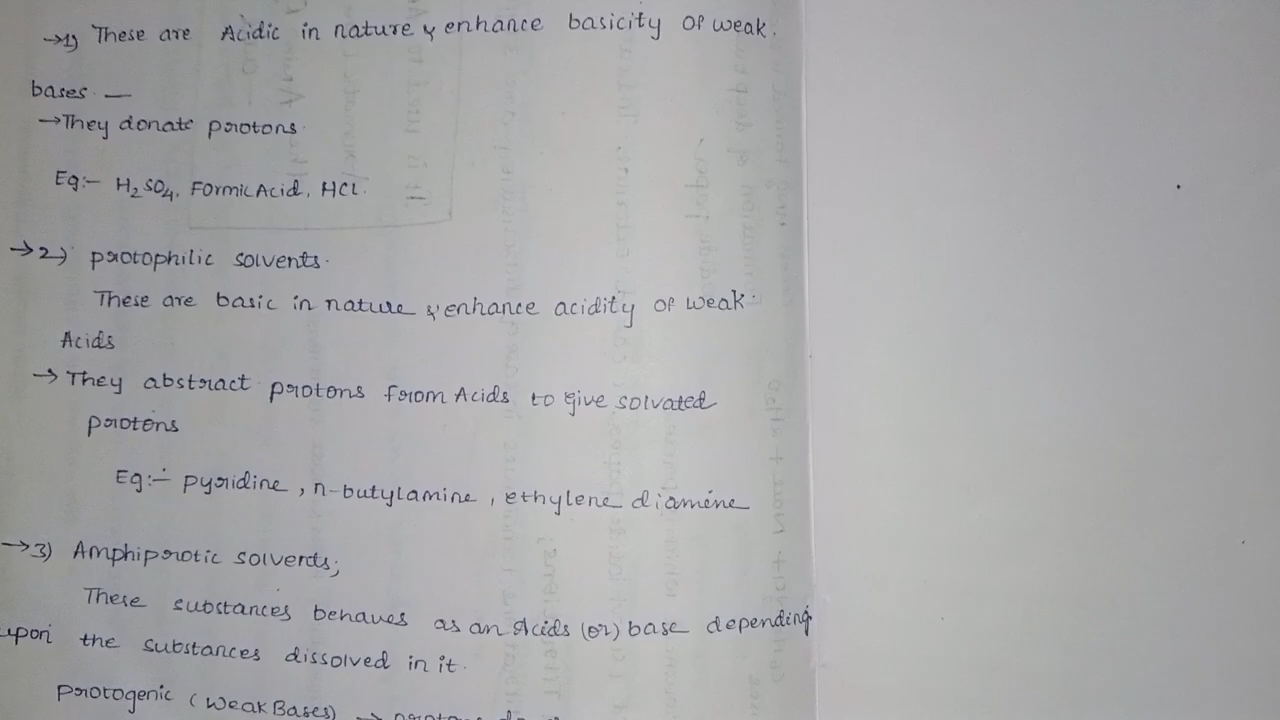 →1) These are Acidic in nature & enhance basicity of weak.
bases. —
→They donate protons.
Eg:- H2SO4, Formic Acid, HCl.
→2) protophilic solvents.
These are basic in nature & enhance acidity of weak.
Acids
→ They abstract protons from Acids to give solvated
protons
Eg:- pyridine, n-butylamine, ethylene diamine
→3) Amphiprotic solvents;
These substances behaves as an Acids (or) base depending
upon the substances dissolved in it.
protogenic (Weak Bases) →